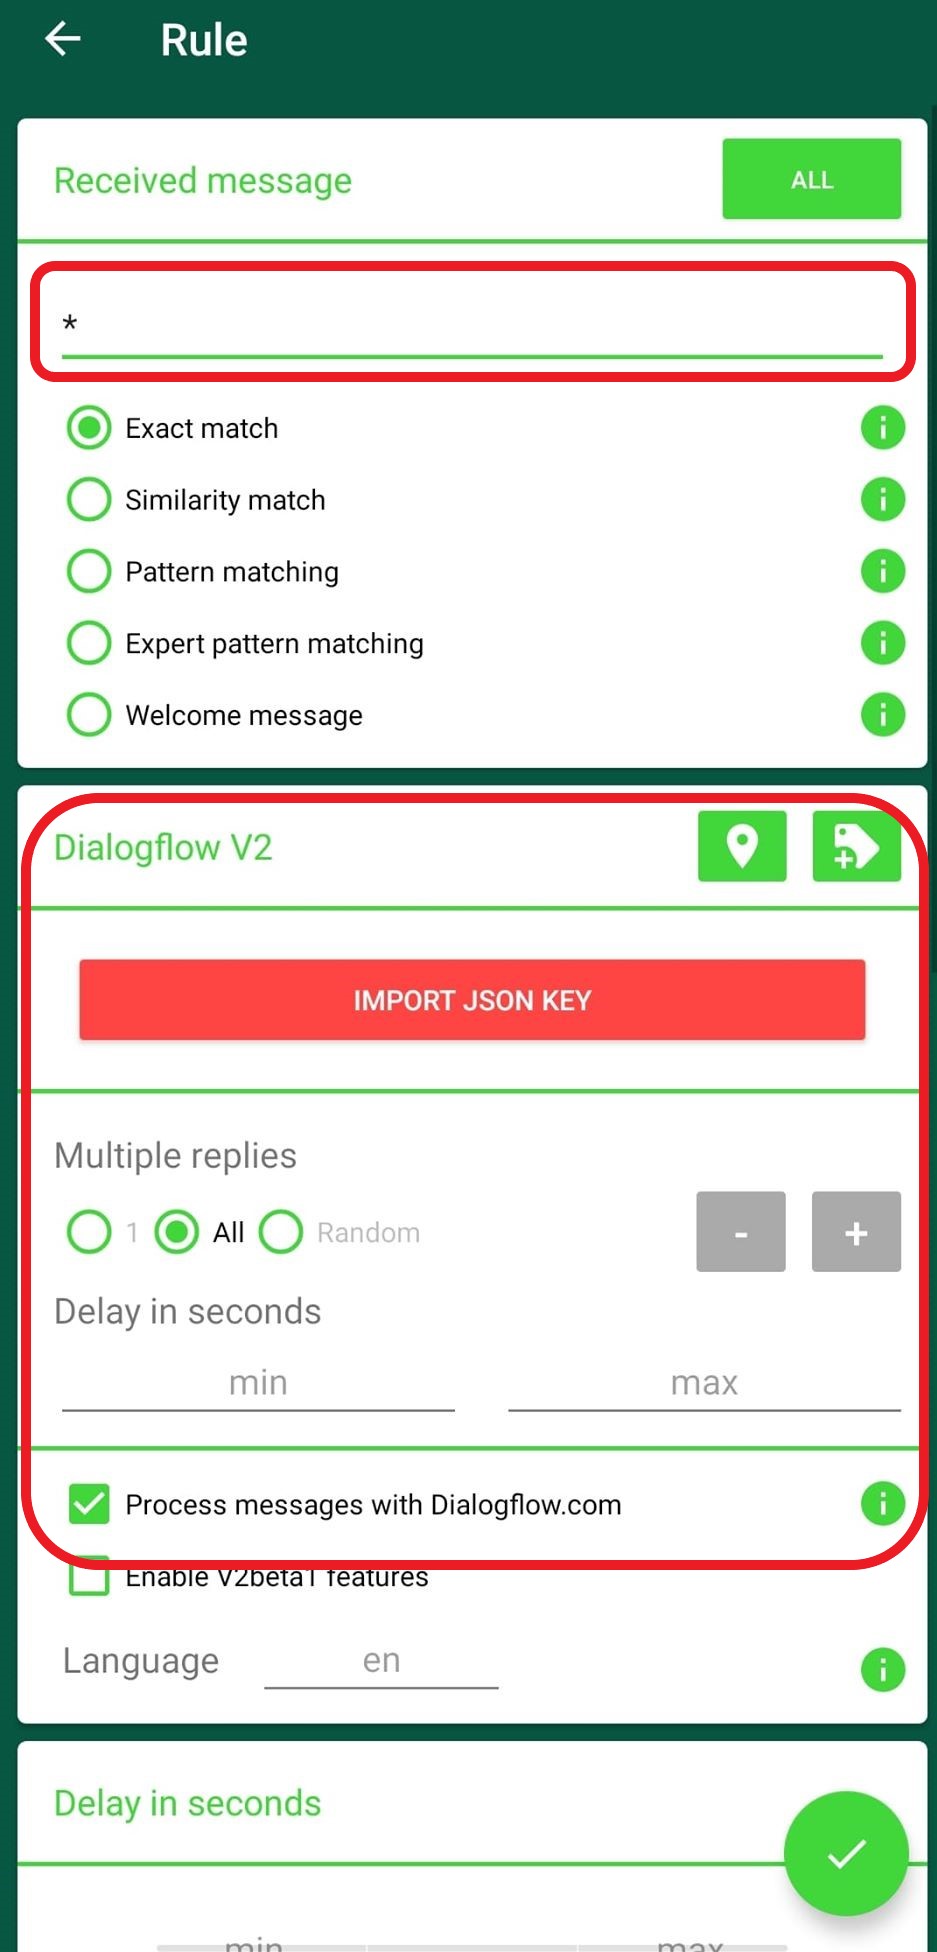 Rule
Received message
ALL
*
Exact match
Similarity match
Pattern matching
Expert pattern matching
Welcome message
Dialogflow V2
IMPORT JSON KEY
Multiple replies
1 All Random - +
Delay in seconds
min max
Process messages with Dialogflow.com
Enable V2beta1 features
Language en
Delay in seconds
min max